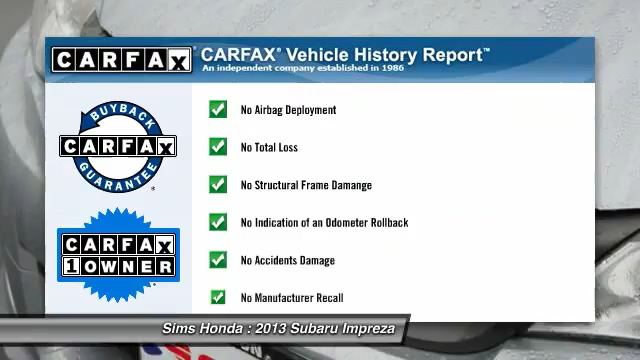 CARFAX CARFAX® Vehicle History Report™
An independent company established in 1986
BUYBACK
CARFAX
GUARANTEE
®
CARFAX
1 OWNER
No Airbag Deployment
No Total Loss
No Structural Frame Damange
No Indication of an Odometer Rollback
No Accidents Damage
No Manufacturer Recall
Sims Honda : 2013 Subaru Impreza